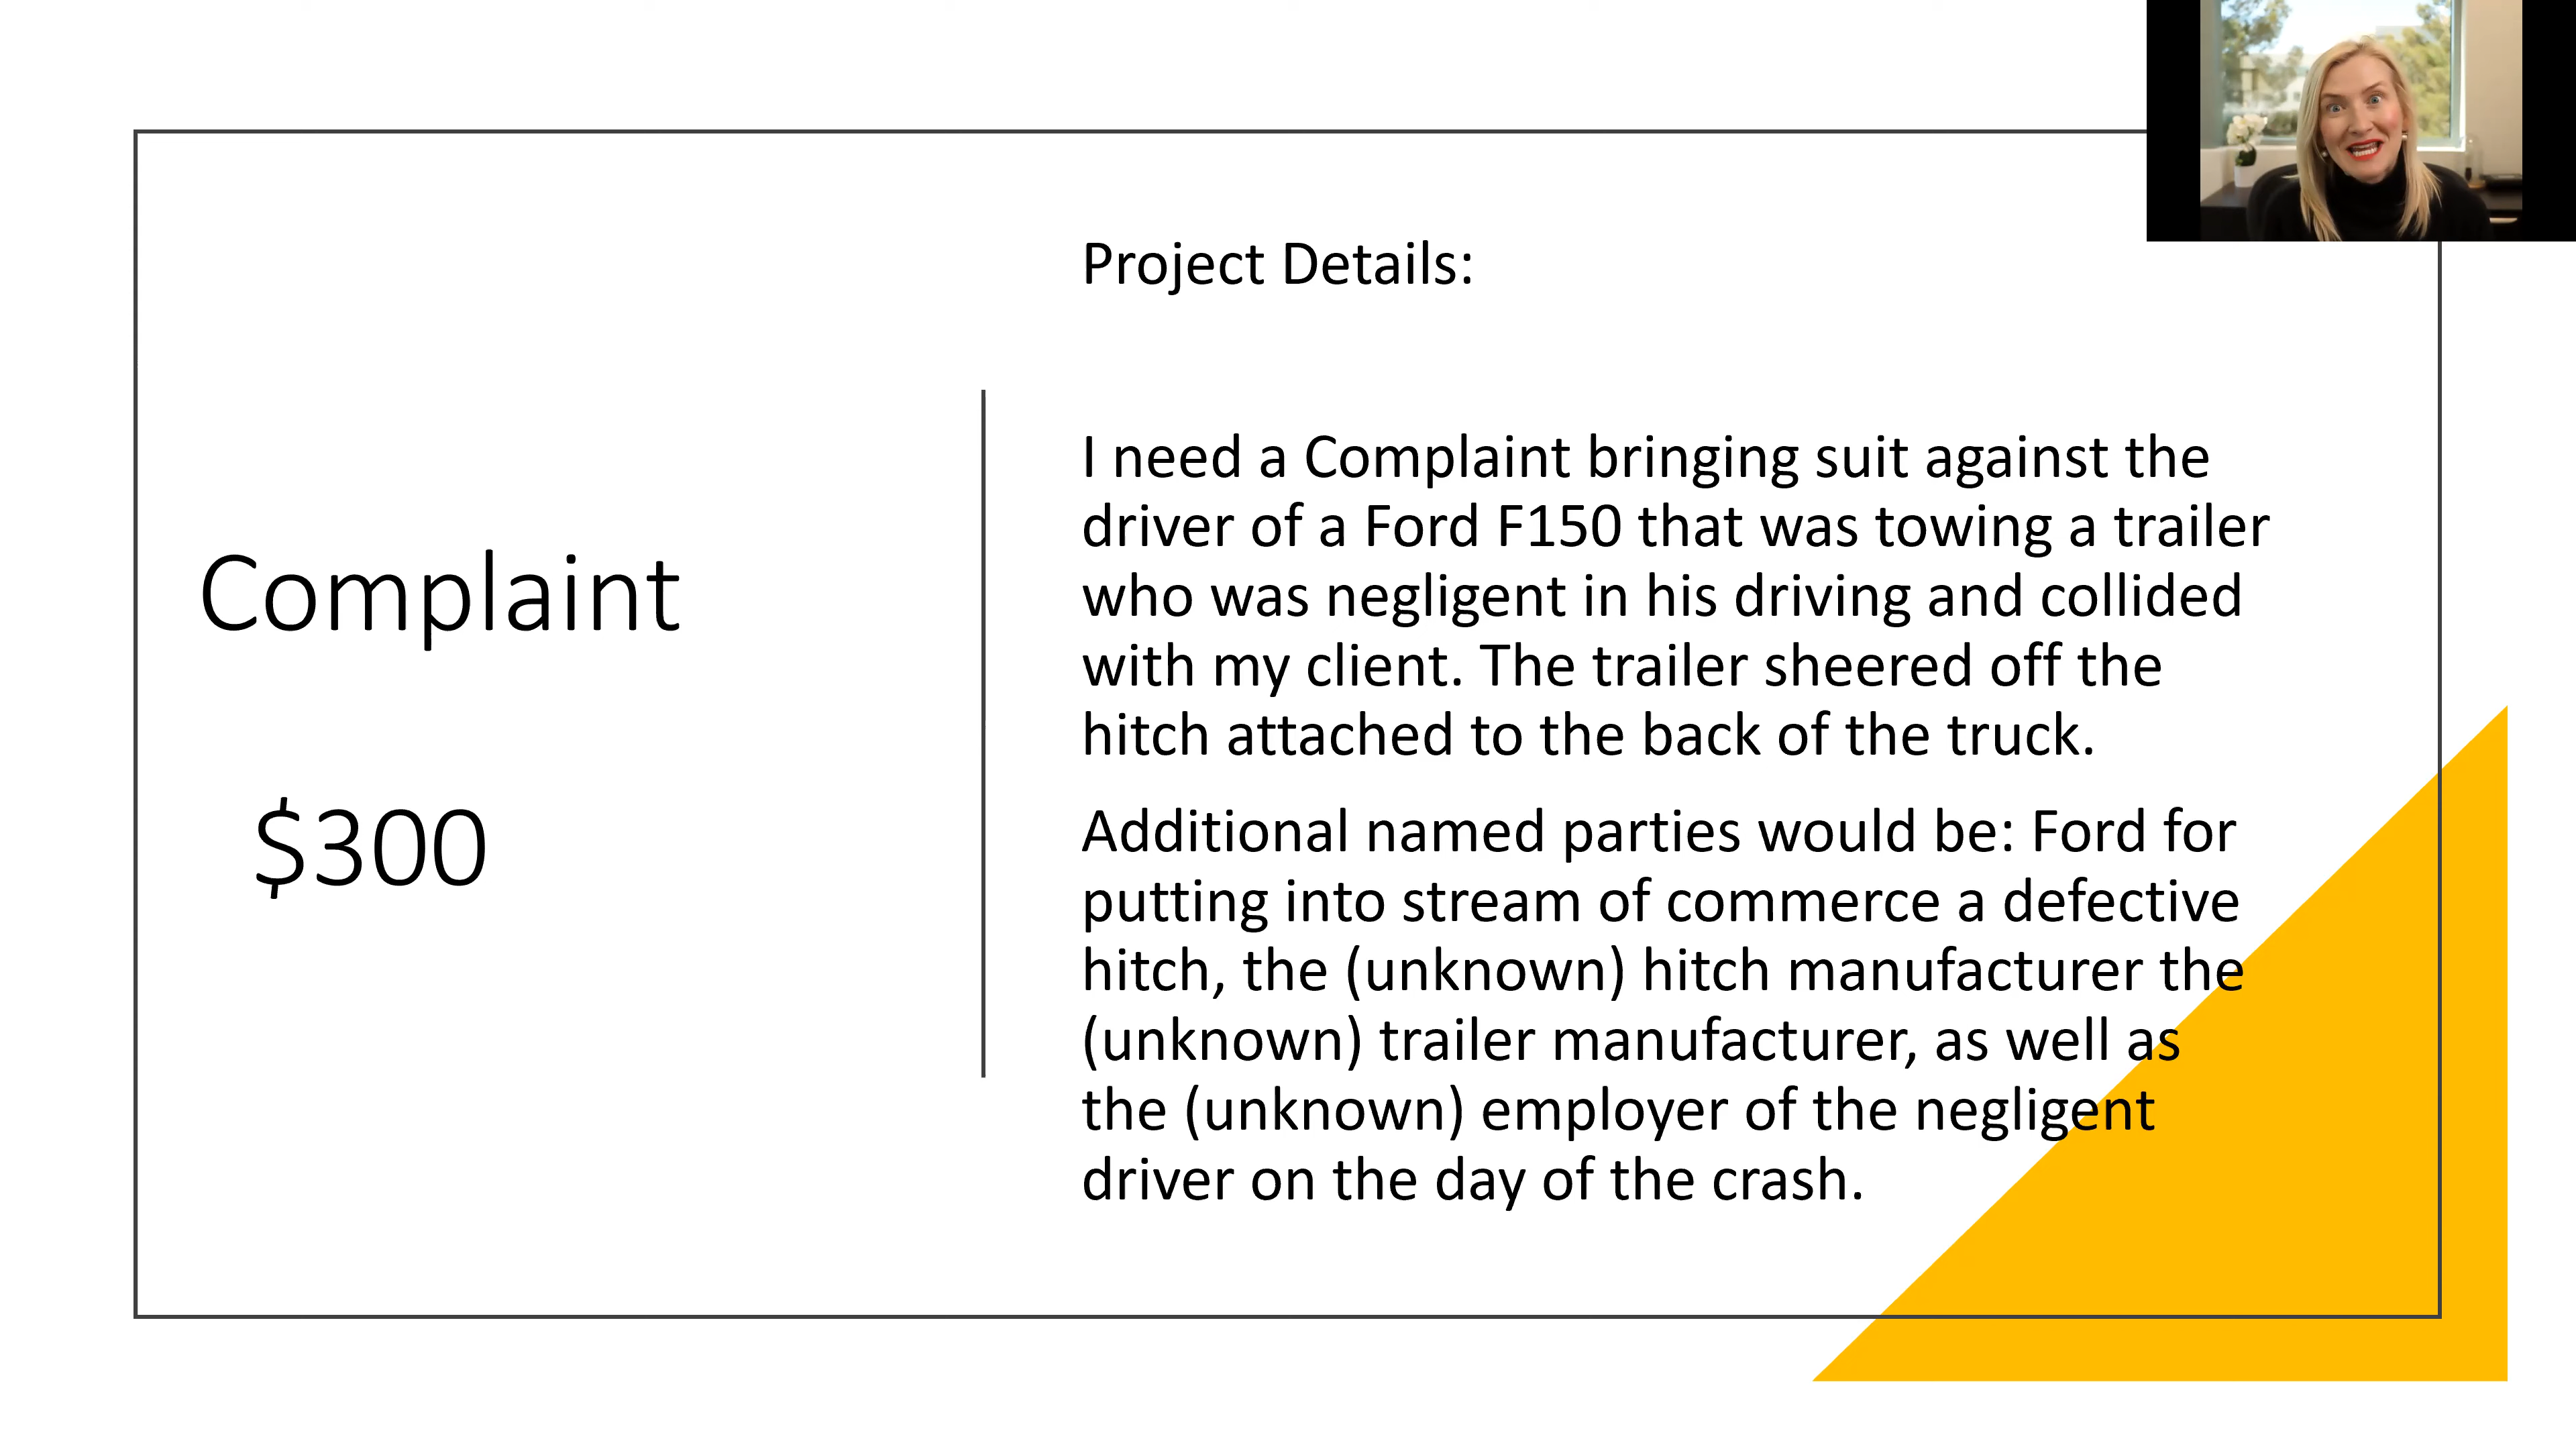 Complaint
$300
Project Details:
I need a Complaint bringing suit against the
driver of a Ford F150 that was towing a trailer
who was negligent in his driving and collided
with my client. The trailer sheered off the
hitch attached to the back of the truck.
Additional named parties would be: Ford for
putting into stream of commerce a defective
hitch, the (unknown) hitch manufacturer the
(unknown) trailer manufacturer, as well as
the (unknown) employer of the negligent
driver on the day of the crash.